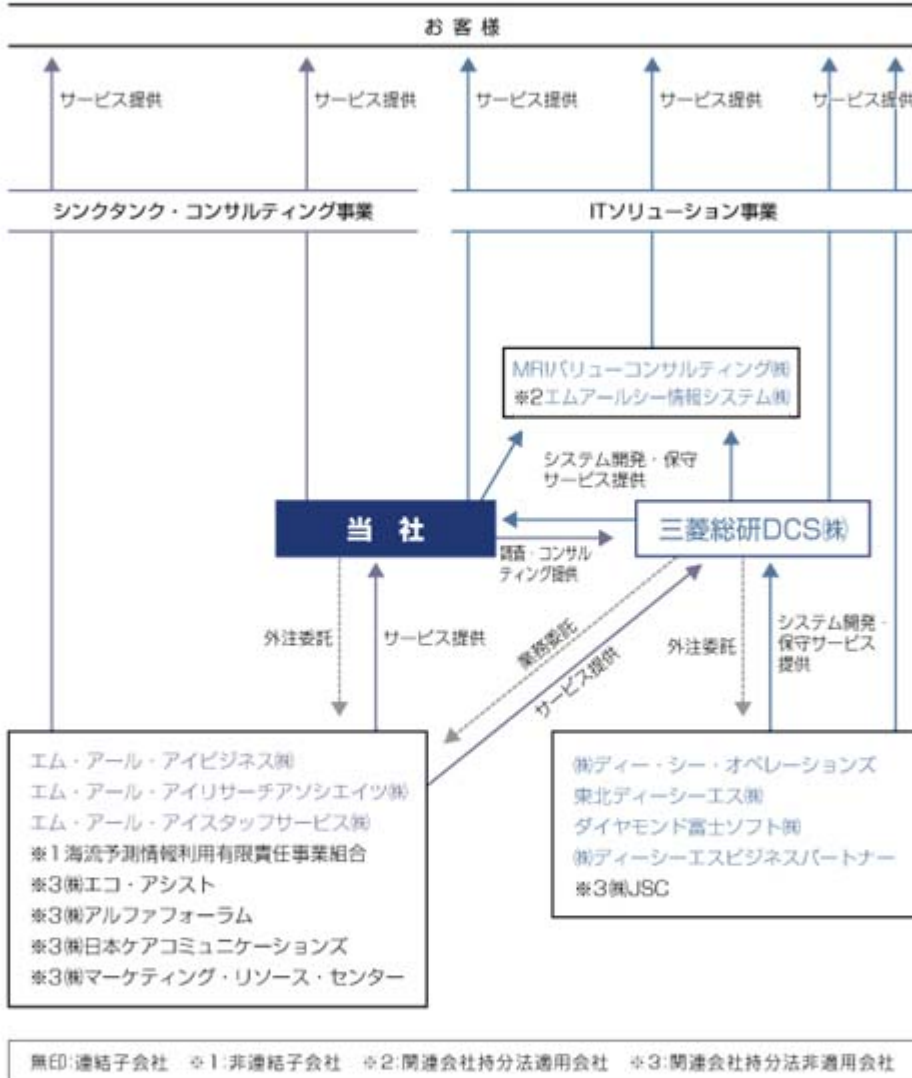 お客様
サービス提供
サービス提供
サービス提供
サービス提供
サービス提供
シンクタンク・コンサルティング事業
ITソリューション事業
MRIバリューコンサルティング㈱
※2エムアールシー情報システム㈱
システム開発・保守
サービス提供
当社
三菱総研DCS㈱
調査・コンサル
ティング提供
外注委託
サービス提供
業務委託
サービス提供
外注委託
システム開発・
保守サービス
提供
エム・アール・アイビジネス㈱
エム・アール・アイリサーチアソシエイツ㈱
エム・アール・アイスタッフサービス㈱
※1海流予測情報利用有限責任事業組合
※3㈱エコ・アシスト
※3㈱アルファフォーラム
※3㈱日本ケアコミュニケーションズ
※3㈱マーケティング・リソース・センター
㈱ディー・シー・オペレーションズ
東北ディーシーエス㈱
ダイヤモンド富士ソフト㈱
㈱ディーシーエスビジネスパートナー
※3㈱JSC
無印:連結子会社 ※1:非連結子会社 ※2:関連会社持分法適用会社 ※3:関連会社持分法非適用会社